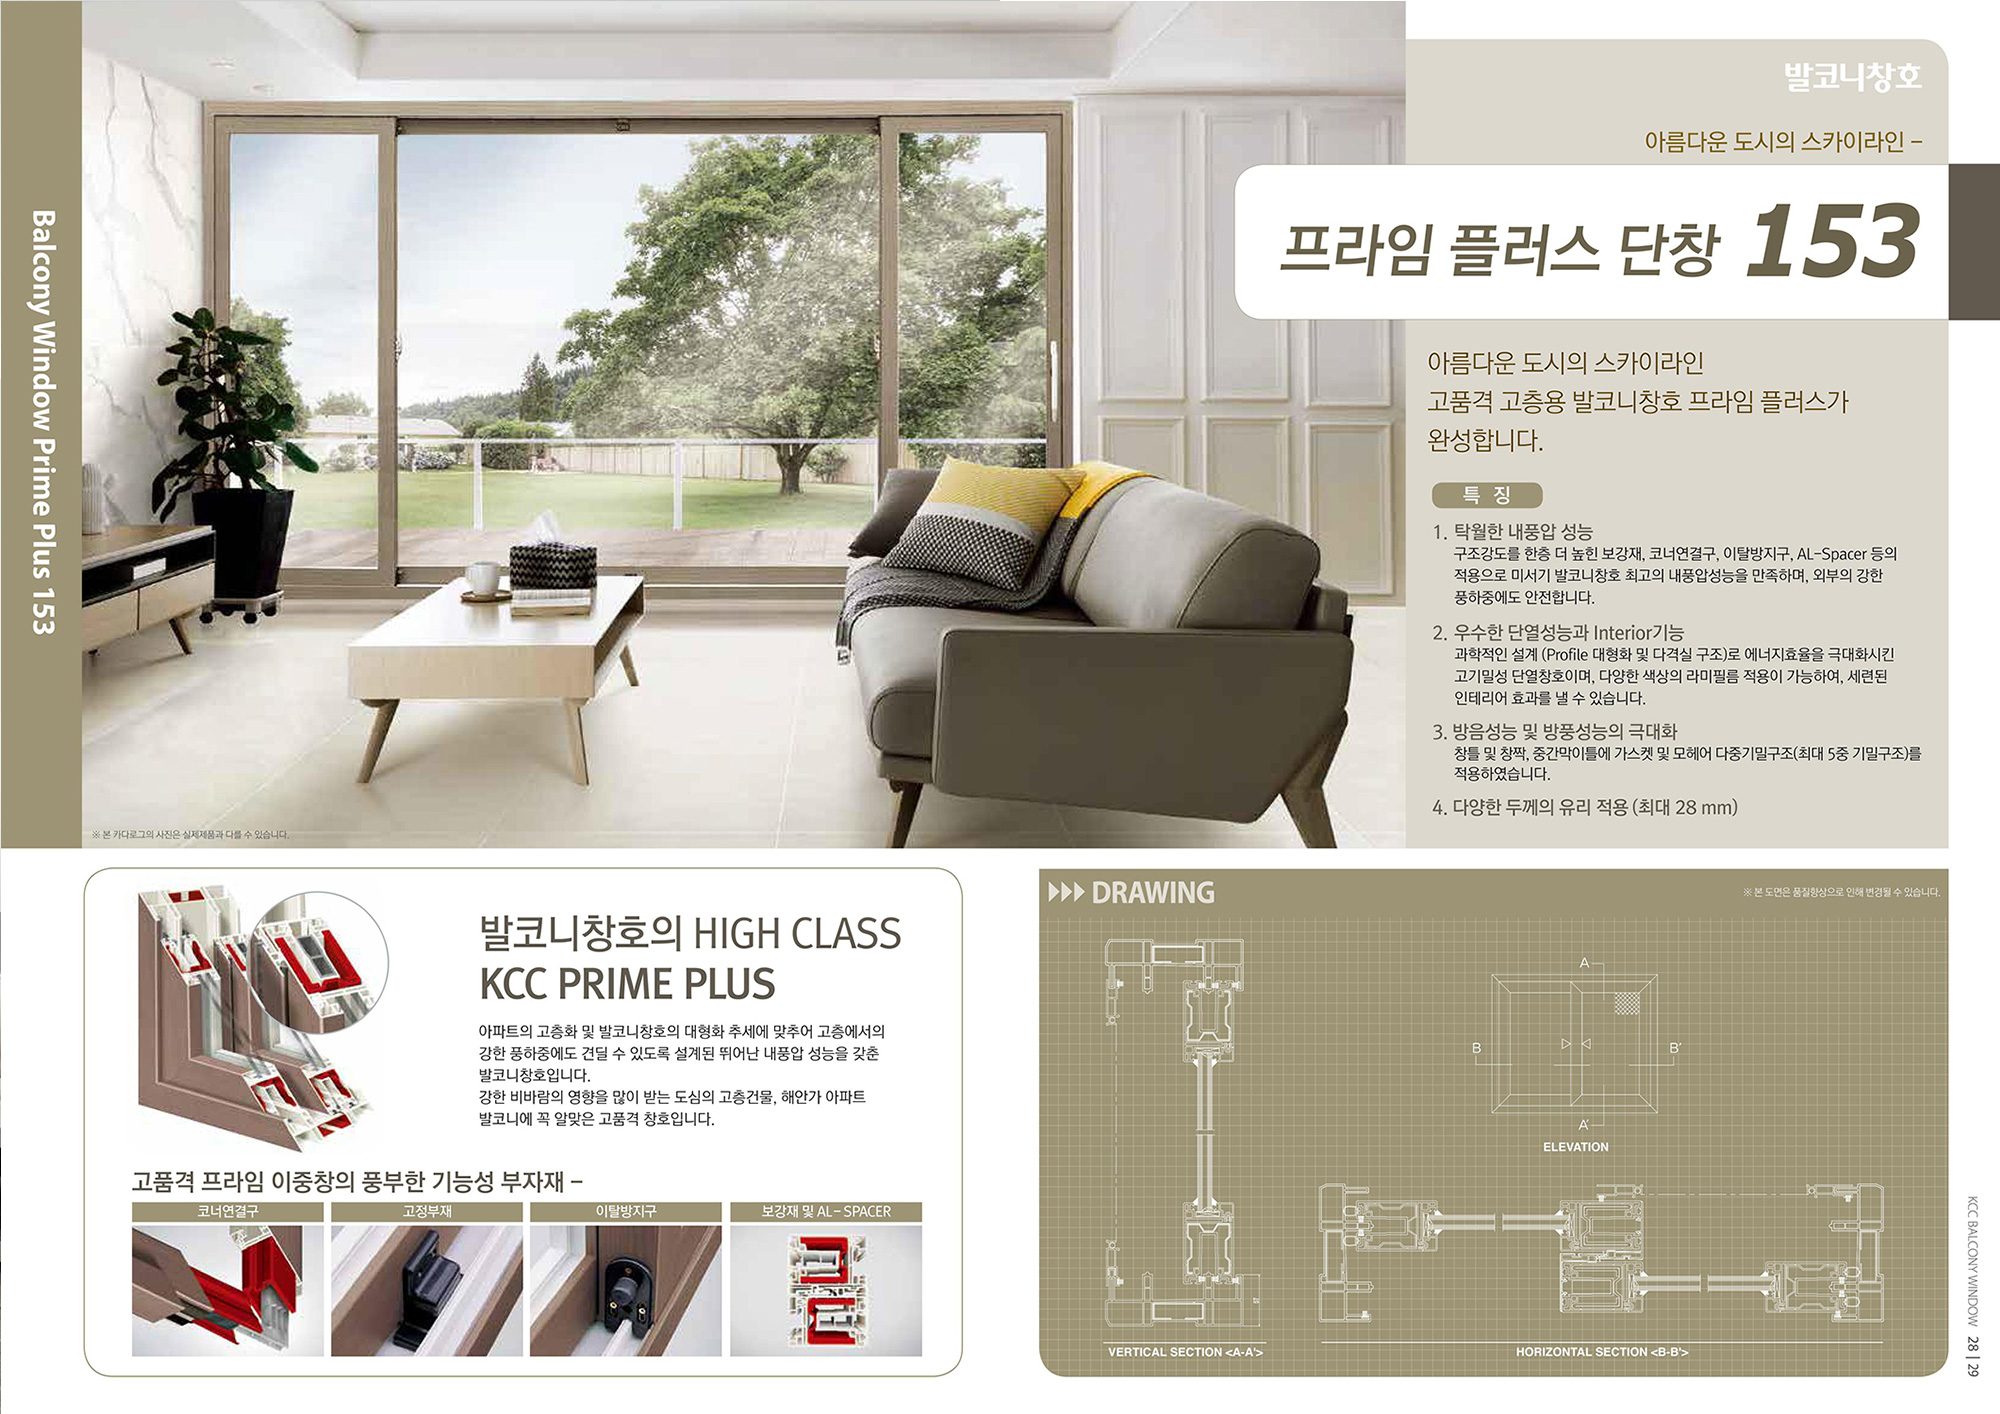 Balcony Window Prime Plus 153
발코니창호
아름다운 도시의 스카이라인 –
프라임 플러스 단창 153
아름다운 도시의 스카이라인
고품격 고층용 발코니창호 프라임 플러스가
완성합니다.
특 징
1. 탁월한 내풍압 성능
구조강도를 한층 더 높힌 보강재, 코너연결구, 이탈방지구, AL-Spacer 등의
적용으로 미서기 발코니창호 최고의 내풍압성능을 만족하며, 외부의 강한
풍하중에도 안전합니다.
2. 우수한 단열성능과 Interior기능
과학적인 설계 (Profile 대형화 및 다격실 구조)로 에너지효율을 극대화시킨
고기밀성 단열창호이며, 다양한 색상의 라미필름 적용이 가능하여, 세련된
인테리어 효과를 낼 수 있습니다.
3. 방음성능 및 방풍성능의 극대화
창틀 및 창짝, 중간막이틀에 가스켓 및 모헤어 다중기밀구조(최대 5중 기밀구조)를
적용하였습니다.
4. 다양한 두께의 유리 적용 (최대 28 mm)
※ 본 카다로그의 사진은 실제제품과 다를 수 있습니다.
발코니창호의 HIGH CLASS
KCC PRIME PLUS
아파트의 고층화 및 발코니창호의 대형화 추세에 맞추어 고층에서의
강한 풍하중에도 견딜 수 있도록 설계된 뛰어난 내풍압 성능을 갖춘
발코니창호입니다.
강한 비바람의 영향을 많이 받는 도심의 고층건물, 해안가 아파트
발코니에 꼭 알맞은 고품격 창호입니다.
고품격 프라임 이중창의 풍부한 기능성 부자재 –
코너연결구
고정부재
이탈방지구
보강재 및 AL- SPACER
DRAWING
※ 본 도면은 품질향상으로 인해 변경될 수 있습니다.
A
B
B'
A'
ELEVATION
VERTICAL SECTION <A-A'>
HORIZONTAL SECTION <B-B'>
KCC BALCONY WINDOW 28 | 29